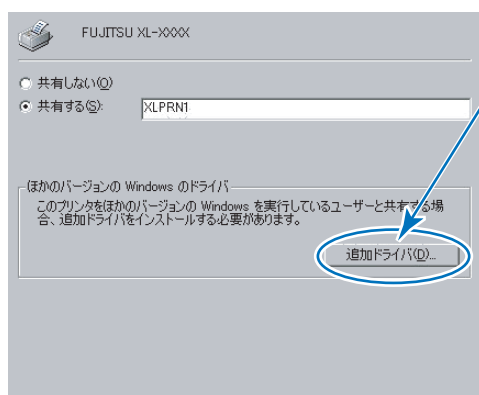 FUJITSU XL-XXXX
共有しない(O)
共有する(S):
XLPRN1
ほかのバージョンの Windows のドライバ
このプリンタをほかのバージョンの Windows を実行しているユーザーと共有する場
合、追加ドライバをインストールする必要があります。
追加ドライバ(D)...